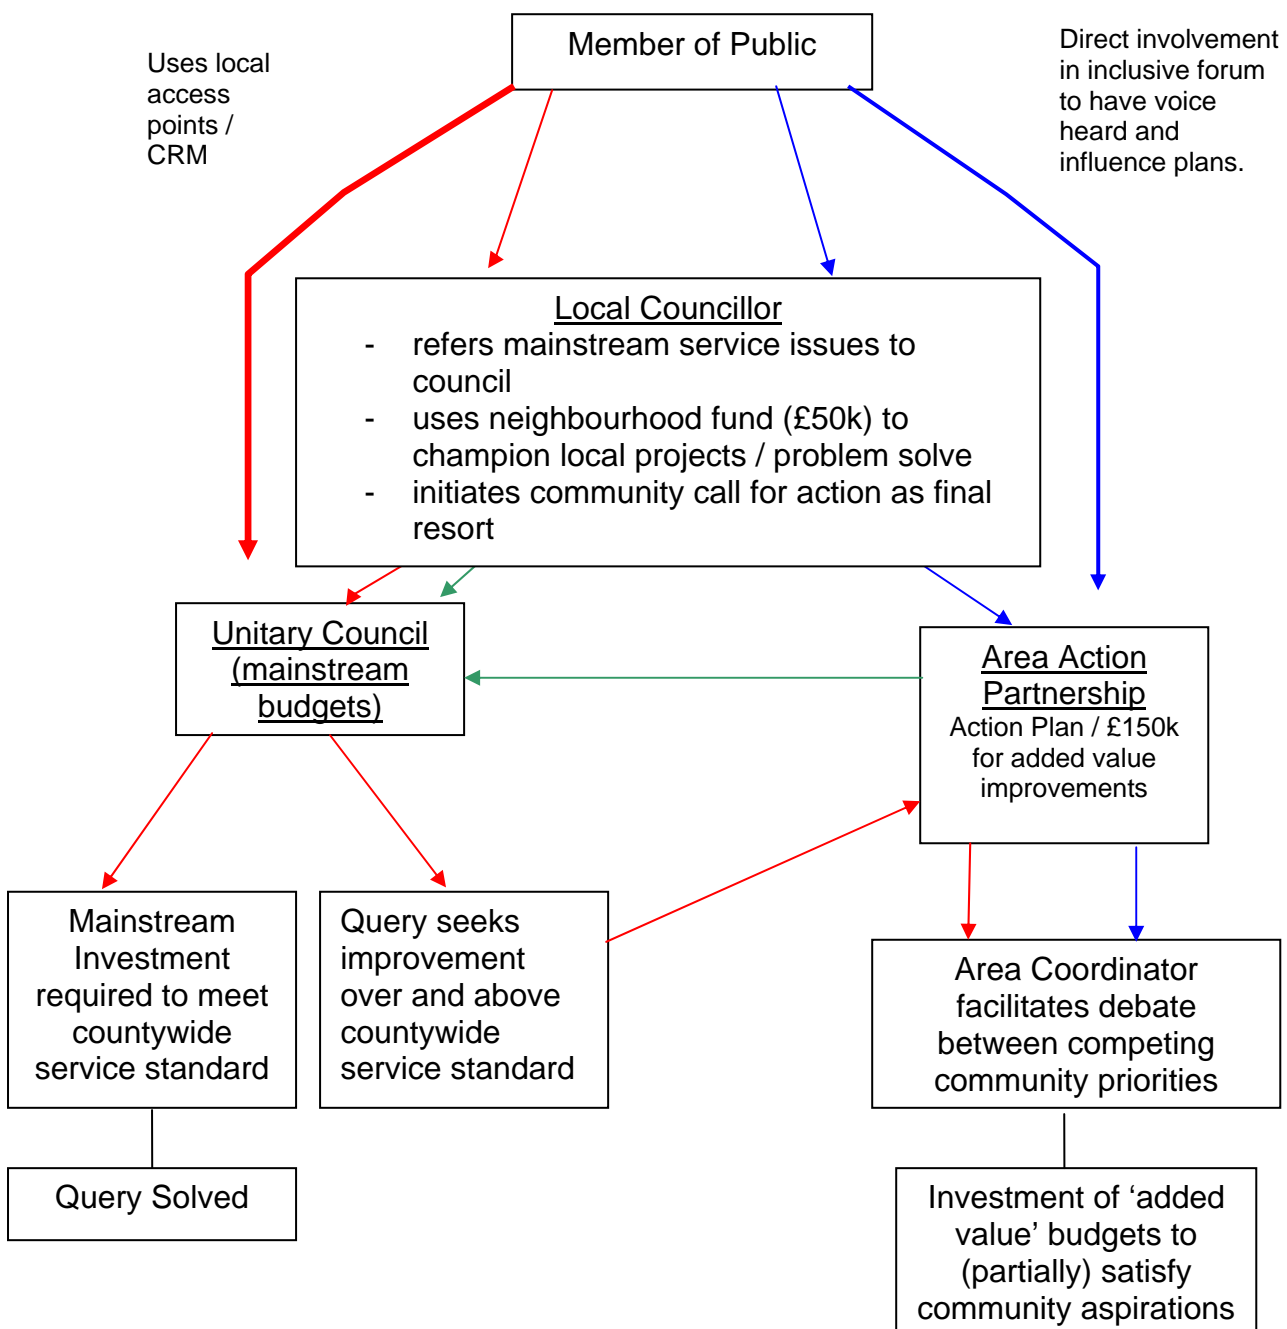 Member of Public
Uses local
access
points /
CRM
Direct involvement
in inclusive forum
to have voice
heard and
influence plans.
Local Councillor
- refers mainstream service issues to
council
- uses neighbourhood fund (£50k) to
champion local projects / problem solve
- initiates community call for action as final
resort
Unitary Council
(mainstream
budgets)
Area Action
Partnership
Action Plan / £150k
for added value
improvements
Mainstream
Investment
required to meet
countywide
service standard
Query seeks
improvement
over and above
countywide
service standard
Area Coordinator
facilitates debate
between competing
community priorities
Query Solved
Investment of ‘added
value’ budgets to
(partially) satisfy
community aspirations